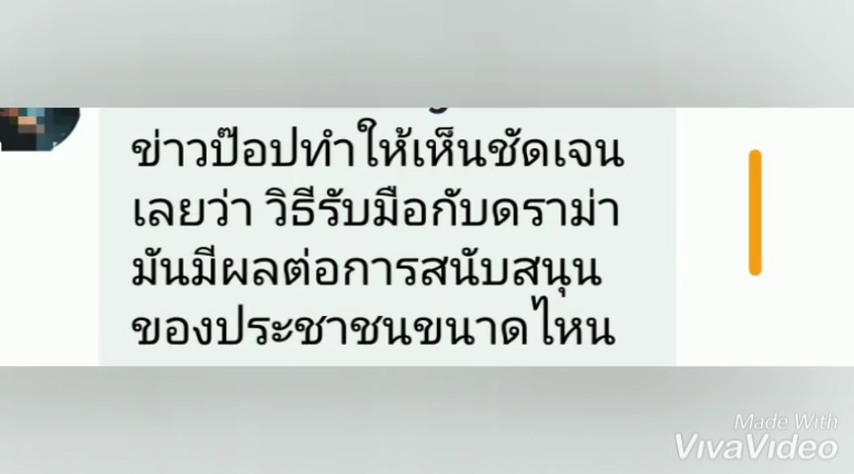 ข่าวป๊อปทำให้เห็นชัดเจน
เลยว่า วิธีรับมือกับดราม่า
มันมีผลต่อการสนับสนุน
ของประชาชนขนาดไหน
Made With
VivaVideo